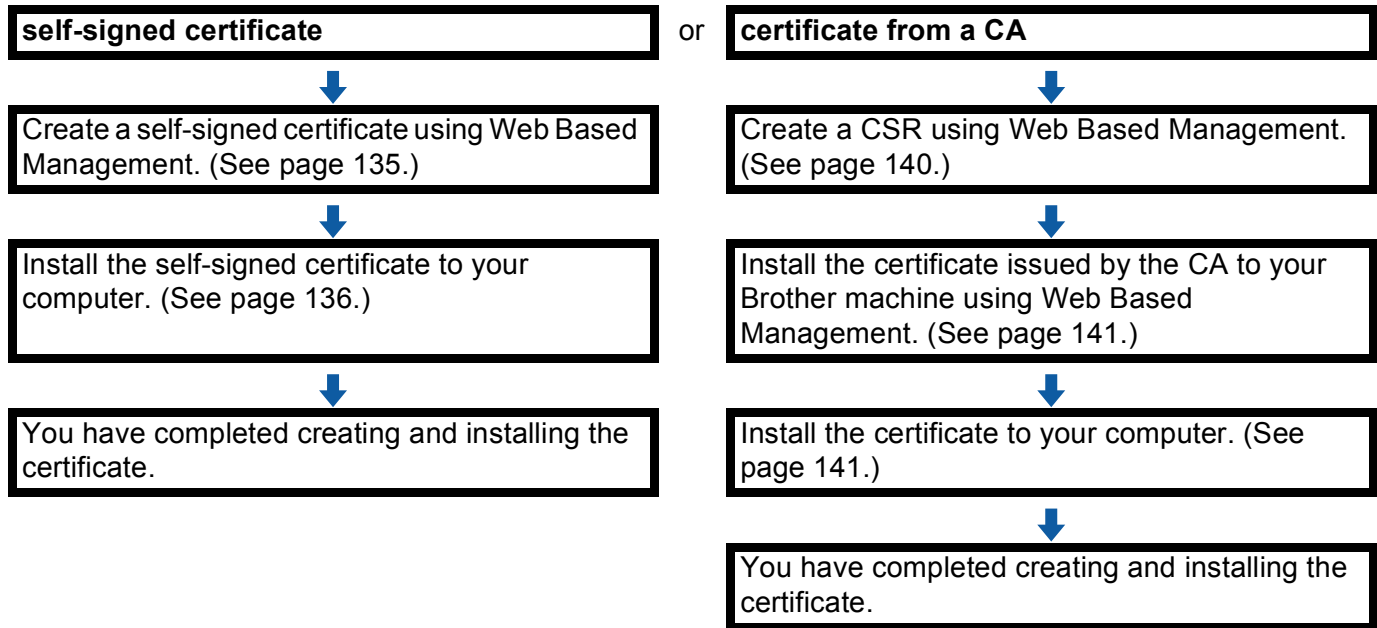 self-signed certificate
or
certificate from a CA
Create a self-signed certificate using Web Based
Management. (See page 135.)
Install the self-signed certificate to your
computer. (See page 136.)
You have completed creating and installing the
certificate.
Create a CSR using Web Based Management.
(See page 140.)
Install the certificate issued by the CA to your
Brother machine using Web Based
Management. (See page 141.)
Install the certificate to your computer. (See
page 141.)
You have completed creating and installing the
certificate.